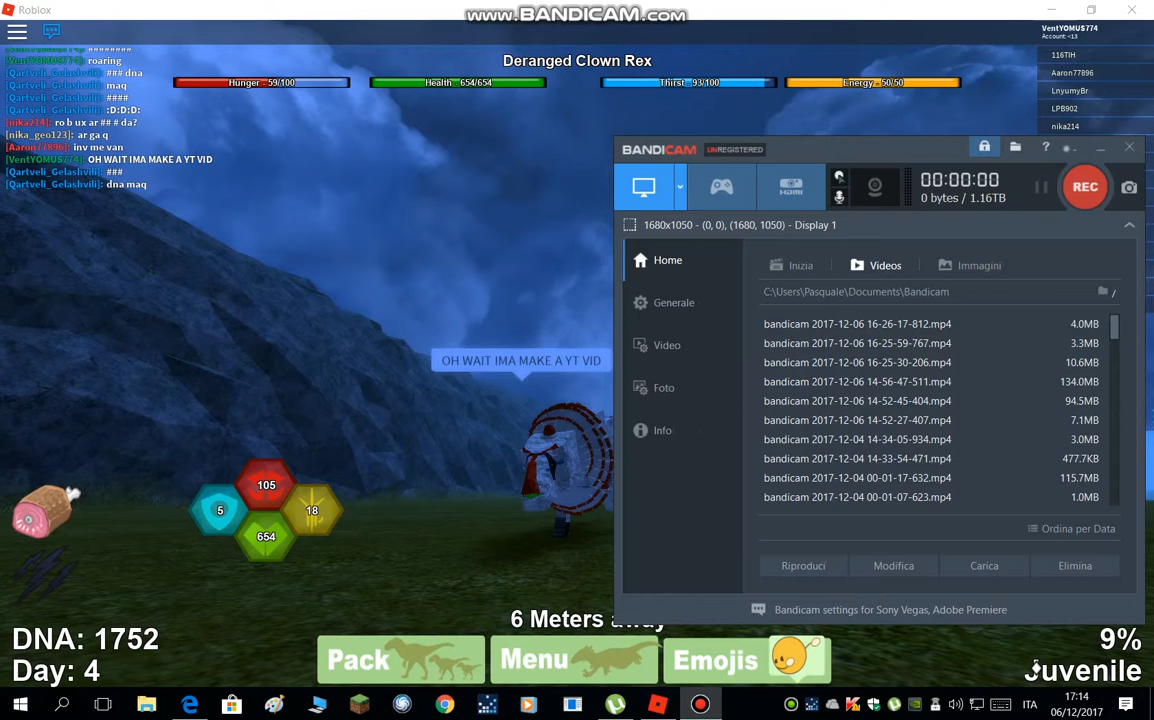 Roblox
www.BANDICAM.com
VentYOMUS774
Account: <13
########
[VentYOMUS774]: roaring
[Qartveli_Gelashvili]: ### dna
[Qartveli_Gelashvili]: maq
[Qartveli_Gelashvili]: ####
[Qartveli_Gelashvili]: :D:D:D:
[nika214]: ro b ux ar ## # da?
[nika_geo123]: ar ga q
[Aaron77896]: inv me van
[VentYOMUS774]: OH WAIT IMA MAKE A YT VID
[Qartveli_Gelashvili]: ###
[Qartveli_Gelashvili]: dna maq
Deranged Clown Rex
Hunger - 59/100
Health - 654/654
Thirst - 93/100
Energy - 50/50
116TIH
Aaron77896
LnyumyBr
LPB902
nika214
BANDICAM UNREGISTERED
00:00:00
0 bytes / 1.16TB
REC
HDMI
1680x1050 - (0, 0), (1680, 1050) - Display 1
Home
Generale
Video
Foto
Info
Inizia
Videos
Immagini
C:\Users\Pasquale\Documents\Bandicam
/
bandicam 2017-12-06 16-26-17-812.mp4 4.0MB
bandicam 2017-12-06 16-25-59-767.mp4 3.3MB
bandicam 2017-12-06 16-25-30-206.mp4 10.6MB
bandicam 2017-12-06 14-56-47-511.mp4 134.0MB
bandicam 2017-12-06 14-52-45-404.mp4 94.5MB
bandicam 2017-12-06 14-52-27-407.mp4 7.1MB
bandicam 2017-12-04 14-34-05-934.mp4 3.0MB
bandicam 2017-12-04 14-33-54-471.mp4 477.7KB
bandicam 2017-12-04 00-01-17-632.mp4 115.7MB
bandicam 2017-12-04 00-01-07-623.mp4 1.0MB
Ordina per Data
Riproduci
Modifica
Carica
Elimina
Bandicam settings for Sony Vegas, Adobe Premiere
OH WAIT IMA MAKE A YT VID
105
5
18
654
6 Meters away
DNA: 1752
Day: 4
Pack
Menu
Emojis
9%
Juvenile
ITA
17:14
06/12/2017